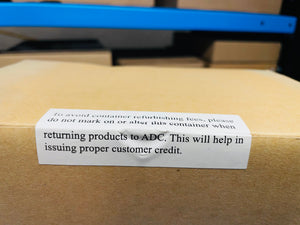 To avoid container refurbishing fees, please
do not mark on or alter this container when
returning products to ADC. This will help in
issuing proper customer credit.